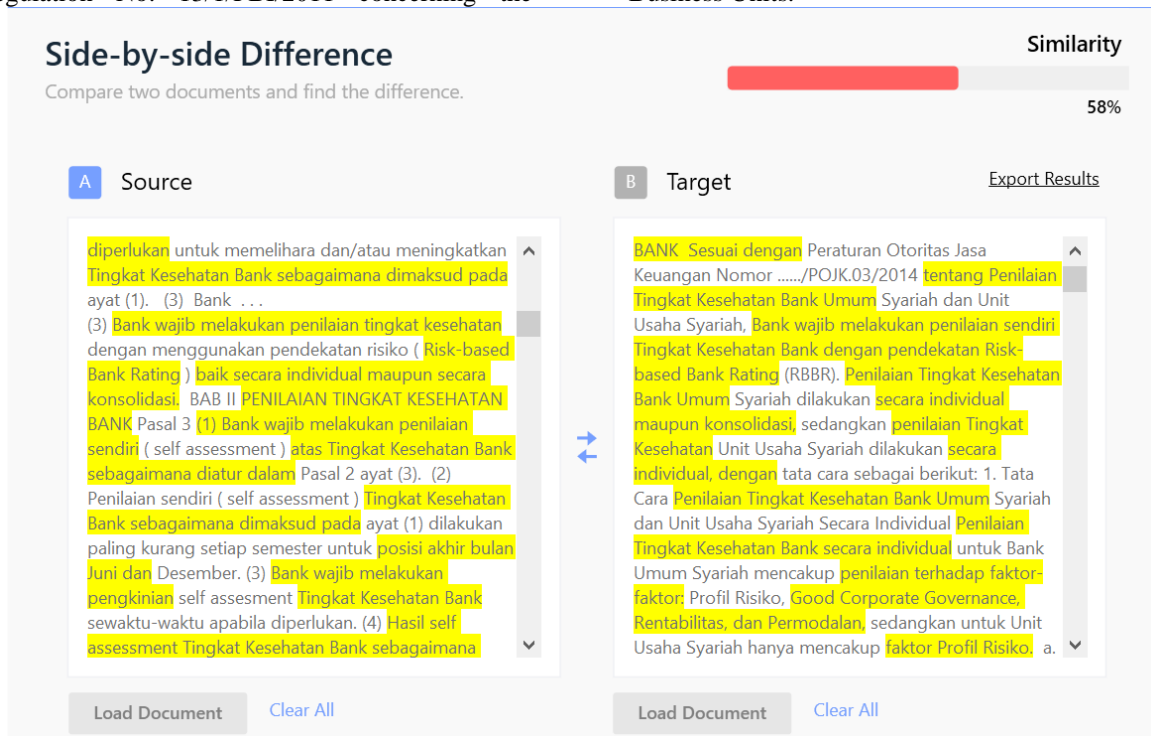 concerning the Business Units.
Side-by-side Difference
Compare two documents and find the difference.
Similarity
58%
A Source
diperlukan untuk memelihara dan/atau meningkatkan
Tingkat Kesehatan Bank sebagaimana dimaksud pada
ayat (1). (3) Bank ...
(3) Bank wajib melakukan penilaian tingkat kesehatan
dengan menggunakan pendekatan risiko ( Risk-based
Bank Rating ) baik secara individual maupun secara
konsolidasi. BAB II PENILAIAN TINGKAT KESEHATAN
BANK Pasal 3 (1) Bank wajib melakukan penilaian
sendiri ( self assessment ) atas Tingkat Kesehatan Bank
sebagaimana diatur dalam Pasal 2 ayat (3). (2)
Penilaian sendiri ( self assessment ) Tingkat Kesehatan
Bank sebagaimana dimaksud pada ayat (1) dilakukan
paling kurang setiap semester untuk posisi akhir bulan
Juni dan Desember. (3) Bank wajib melakukan
pengkinian self assesment Tingkat Kesehatan Bank
sewaktu-waktu apabila diperlukan. (4) Hasil self
assessment Tingkat Kesehatan Bank sebagaimana
Load Document Clear All
B Target
Export Results
BANK Sesuai dengan Peraturan Otoritas Jasa
Keuangan Nomor ....../POJK.03/2014 tentang Penilaian
Tingkat Kesehatan Bank Umum Syariah dan Unit
Usaha Syariah, Bank wajib melakukan penilaian sendiri
Tingkat Kesehatan Bank dengan pendekatan Risk-
based Bank Rating (RBBR). Penilaian Tingkat Kesehatan
Bank Umum Syariah dilakukan secara individual
maupun konsolidasi, sedangkan penilaian Tingkat
Kesehatan Unit Usaha Syariah dilakukan secara
individual, dengan tata cara sebagai berikut: 1. Tata
Cara Penilaian Tingkat Kesehatan Bank Umum Syariah
dan Unit Usaha Syariah Secara Individual Penilaian
Tingkat Kesehatan Bank secara individual untuk Bank
Umum Syariah mencakup penilaian terhadap faktor-
faktor: Profil Risiko, Good Corporate Governance,
Rentabilitas, dan Permodalan, sedangkan untuk Unit
Usaha Syariah hanya mencakup faktor Profil Risiko. a.
Load Document Clear All